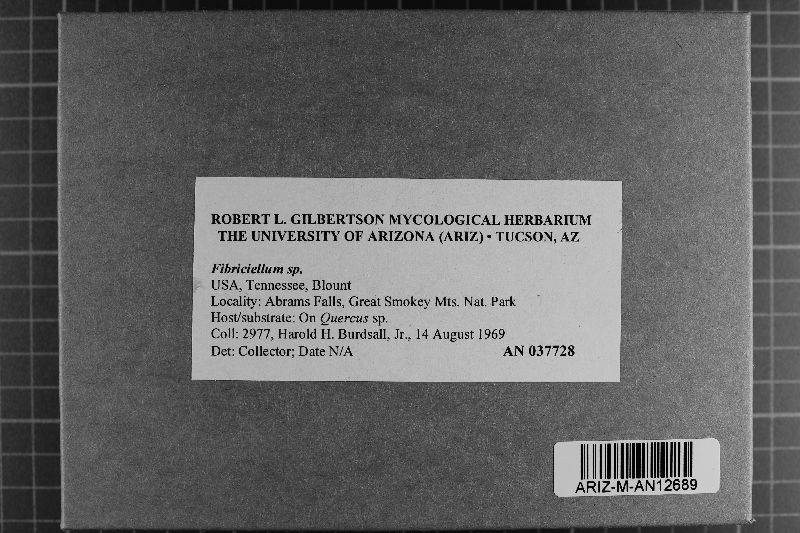 ROBERT L. GILBERTSON MYCOLOGICAL HERBARIUM
THE UNIVERSITY OF ARIZONA (ARIZ) • TUCSON, AZ
Fibriciellum sp.
USA, Tennessee, Blount
Locality: Abrams Falls, Great Smokey Mts. Nat. Park
Host/substrate: On Quercus sp.
Coll: 2977, Harold H. Burdsall, Jr., 14 August 1969
Det: Collector; Date N/A AN 037728
ARIZ-M-AN12689